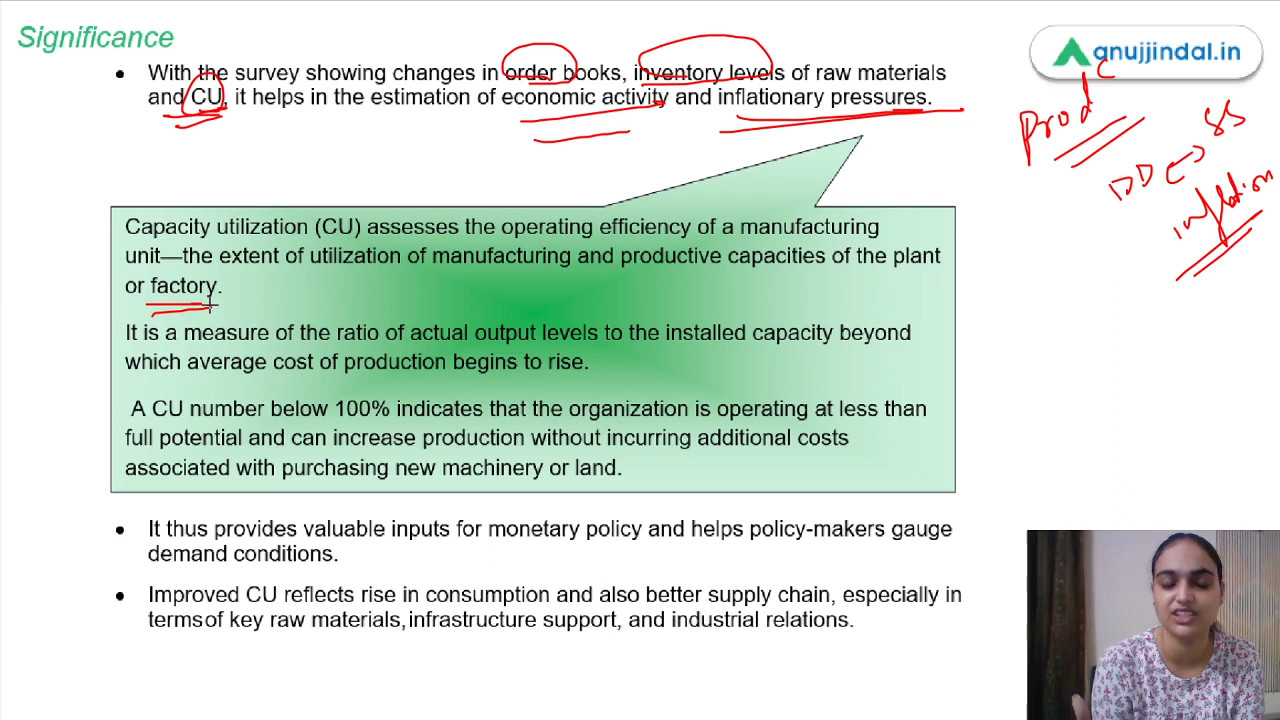 Significance
anujjindal.in
• With the survey showing changes in order books, inventory levels of raw materials
and CU, it helps in the estimation of economic activity and inflationary pressures.
Prod^c
DD ↔ SS
inflation
Capacity utilization (CU) assesses the operating efficiency of a manufacturing
unit—the extent of utilization of manufacturing and productive capacities of the plant
or factory.
It is a measure of the ratio of actual output levels to the installed capacity beyond
which average cost of production begins to rise.
A CU number below 100% indicates that the organization is operating at less than
full potential and can increase production without incurring additional costs
associated with purchasing new machinery or land.
• It thus provides valuable inputs for monetary policy and helps policy-makers gauge
demand conditions.
• Improved CU reflects rise in consumption and also better supply chain, especially in
terms of key raw materials, infrastructure support, and industrial relations.